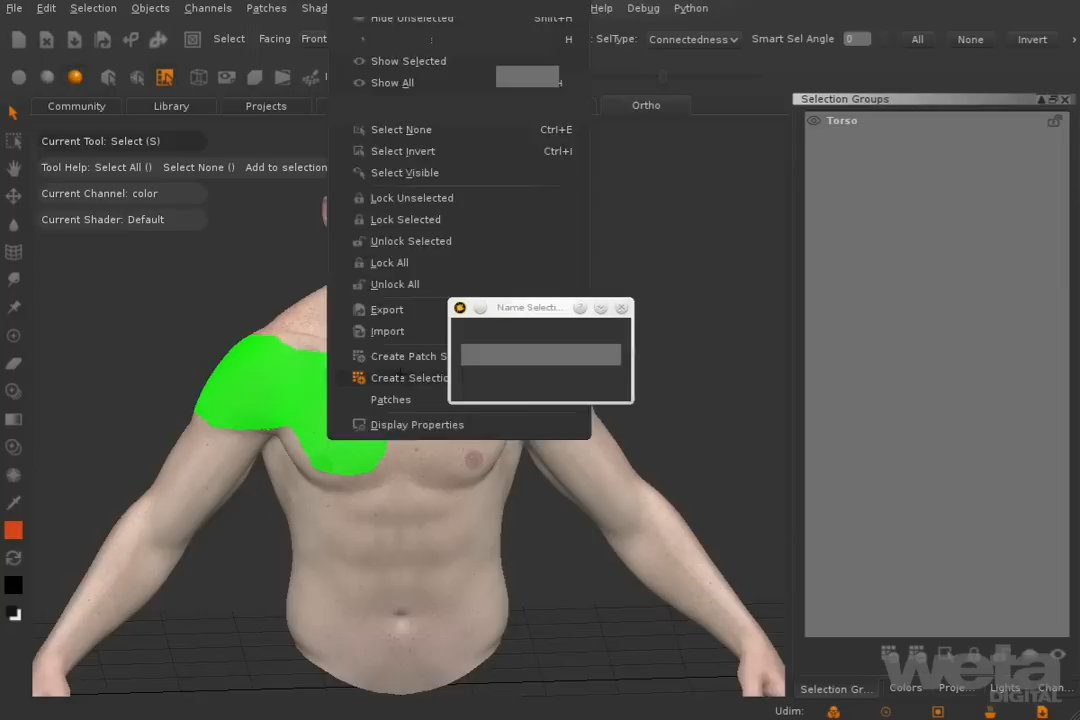 File Edit Selection Objects Channels Patches Shad Help Debug Python
Hide Unselected Shift+H
Select Facing Front SelType: Connectedness Smart Sel Angle 0 All None Invert
H
Show Selected
Show All
Community Library Projects Ortho
Selection Groups
Torso
Select None Ctrl+E
Select Invert Ctrl+I
Select Visible
Current Tool: Select (S)
Tool Help: Select All () Select None () Add to selection
Current Channel: color
Current Shader: Default
Lock Unselected
Lock Selected
Unlock Selected
Lock All
Unlock All
Export
Import
Name Selecti...
Create Patch S
Create Selectio
Patches
Display Properties
weta
DIGITAL
Selection Gr... Colors Proje... Lights Chan...
Udim: